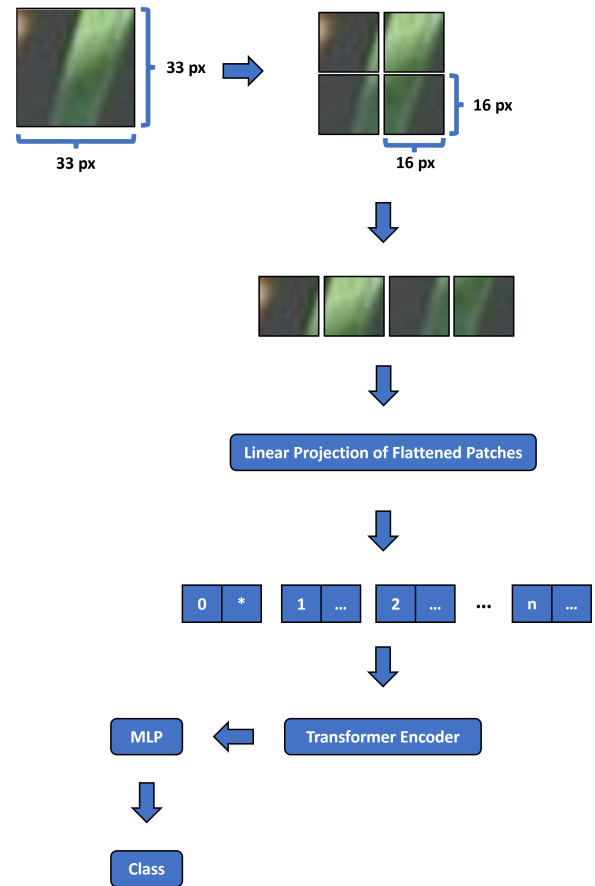 33 px
33 px
16 px
16 px
Linear Projection of Flattened Patches
0 * 1 ... 2 ... ... n ...
MLP
Transformer Encoder
Class